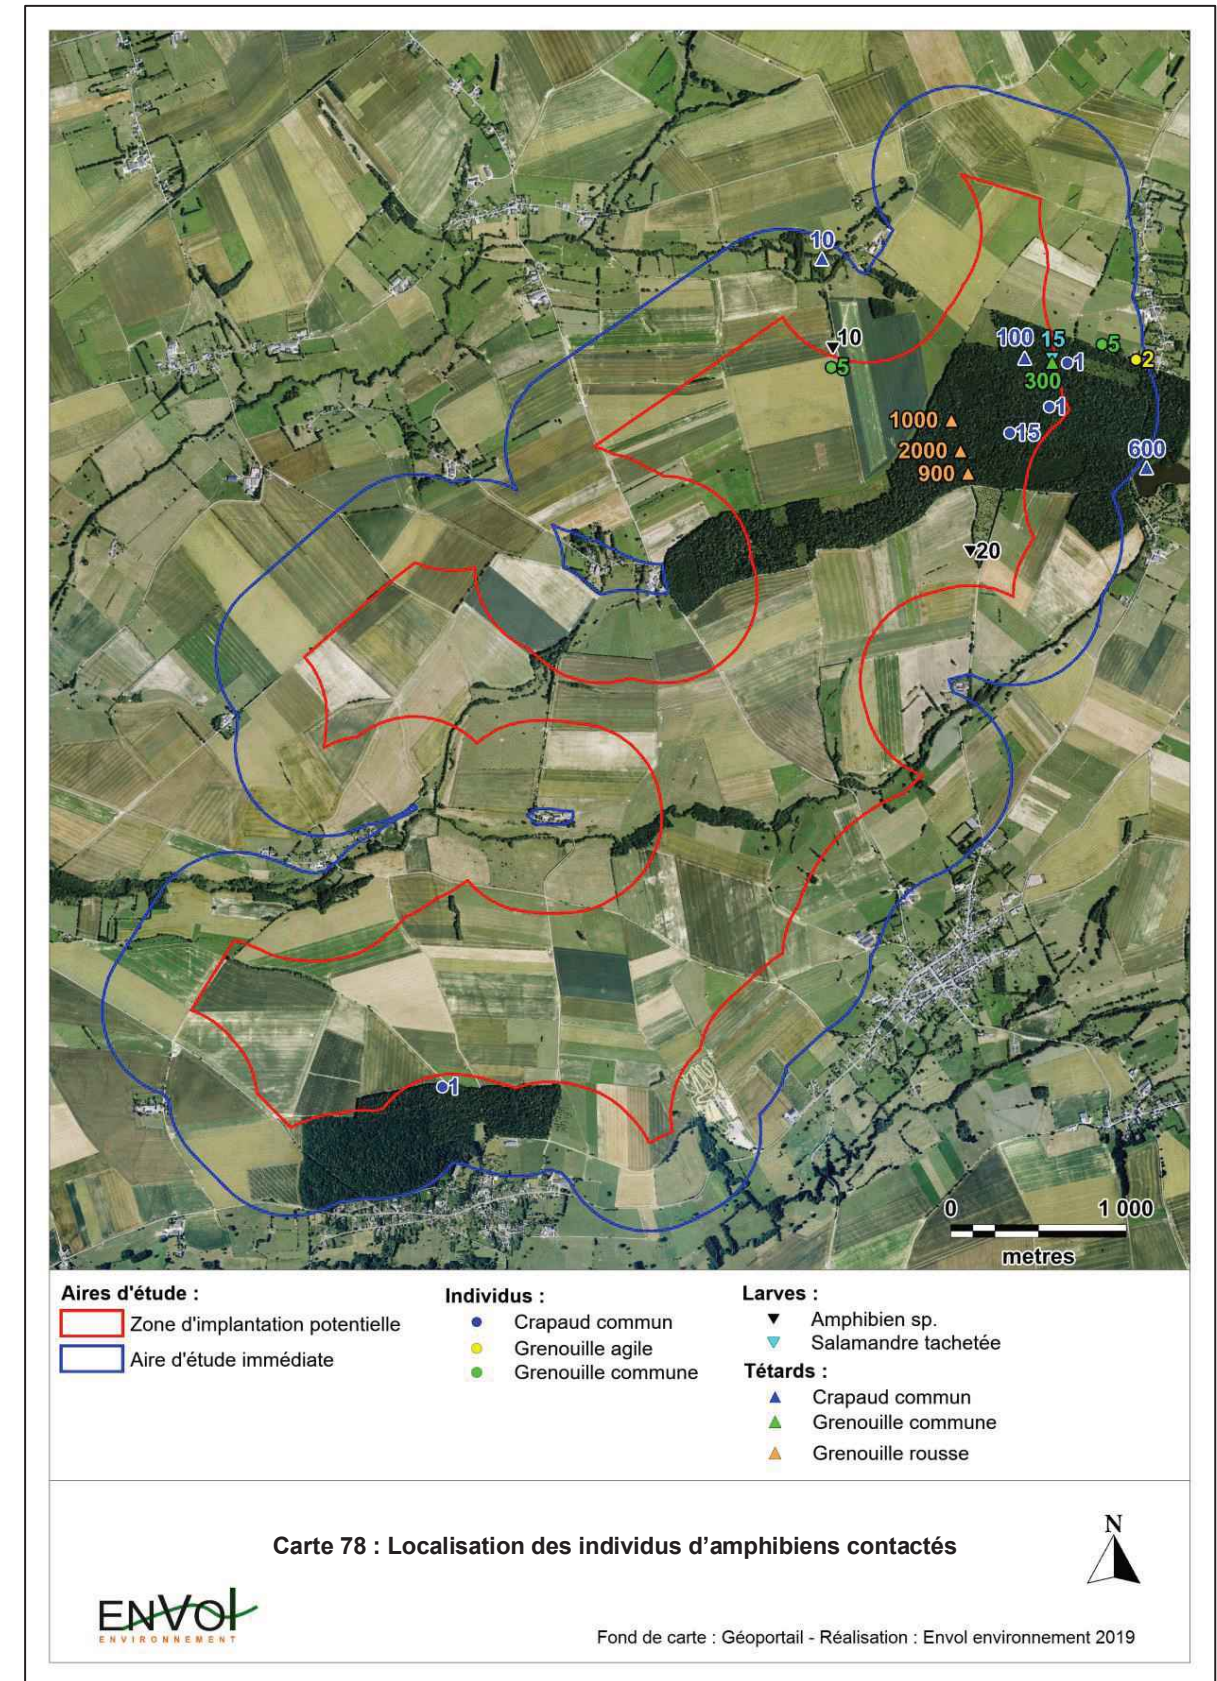 10
10
5
100
15
5
1
2
300
1
1000
15
2000
600
900
20
1
0 1 000
metres
Aires d'étude :
Zone d'implantation potentielle
Aire d'étude immédiate
Individus :
Crapaud commun
Grenouille agile
Grenouille commune
Larves :
Amphibien sp.
Salamandre tachetée
Tétards :
Crapaud commun
Grenouille commune
Grenouille rousse
Carte 78 : Localisation des individus d’amphibiens contactés
N
ENVOl
ENVIRONNEMENT
Fond de carte : Géoportail - Réalisation : Envol environnement 2019